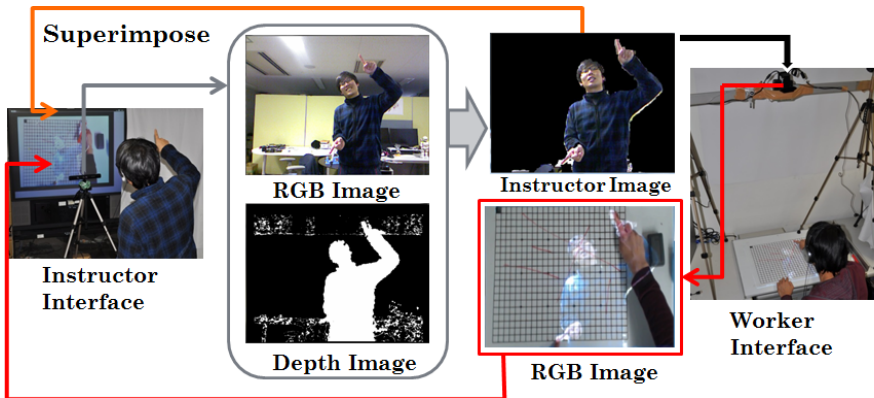 Superimpose
RGB Image
Instructor Image
Instructor
Interface
Depth Image
RGB Image
Worker
Interface